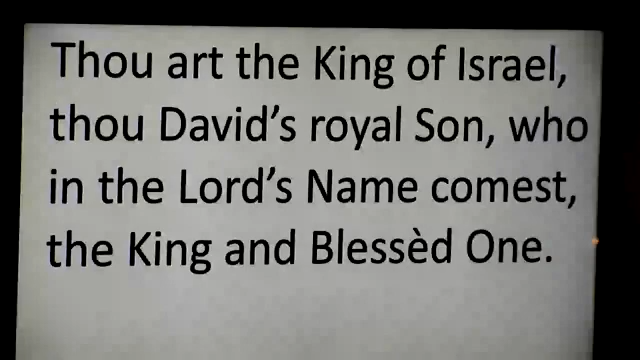 Thou art the King of Israel,
thou David’s royal Son, who
in the Lord’s Name comest,
the King and Blessèd One.